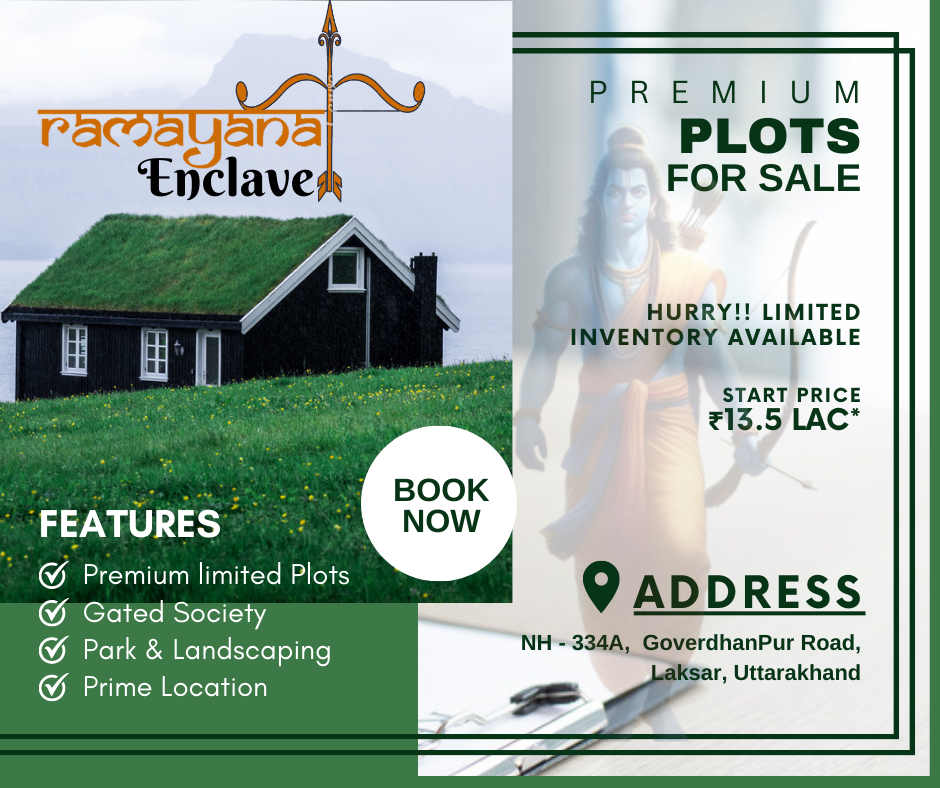 ramayana
Enclave
PREMIUM
PLOTS
FOR SALE
HURRY!! LIMITED
INVENTORY AVAILABLE
START PRICE
₹13.5 LAC*
BOOK
NOW
FEATURES
Premium limited Plots
Gated Society
Park & Landscaping
Prime Location
ADDRESS
NH - 334A, GoverdhanPur Road,
Laksar, Uttarakhand